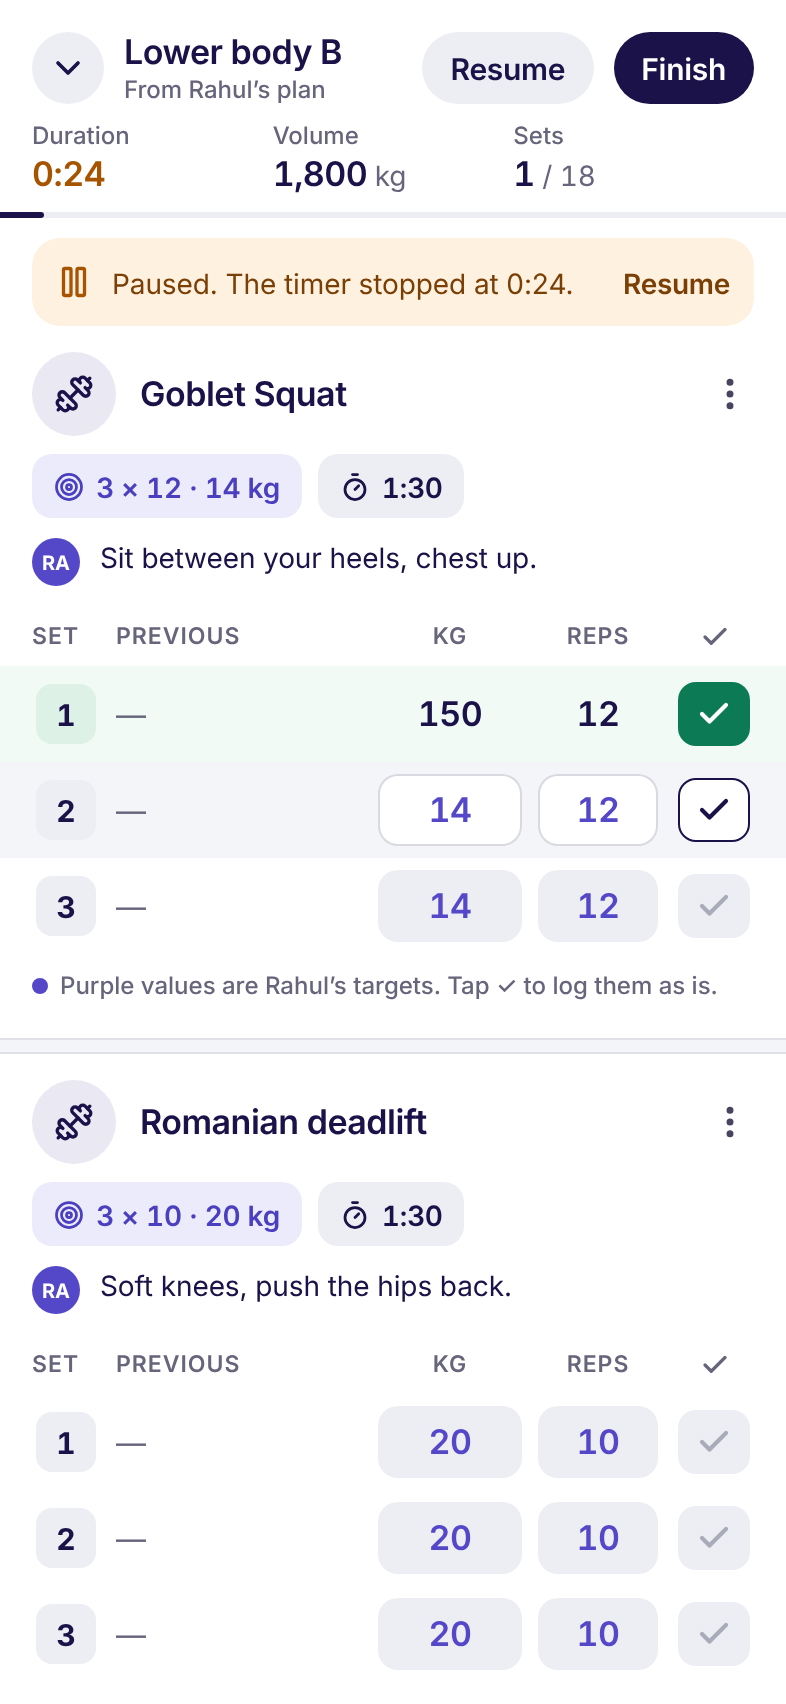 Lower body B
From Rahul’s plan
Resume
Finish
Duration Volume Sets
0:24 1,800 kg 1 / 18
Paused. The timer stopped at 0:24. Resume
Goblet Squat
3 × 12 · 14 kg 1:30
RA Sit between your heels, chest up.
SET PREVIOUS KG REPS ✓
1 — 150 12 ✓
2 — 14 12 ✓
3 — 14 12 ✓
Purple values are Rahul’s targets. Tap ✓ to log them as is.
Romanian deadlift
3 × 10 · 20 kg 1:30
RA Soft knees, push the hips back.
SET PREVIOUS KG REPS ✓
1 — 20 10 ✓
2 — 20 10 ✓
3 — 20 10 ✓